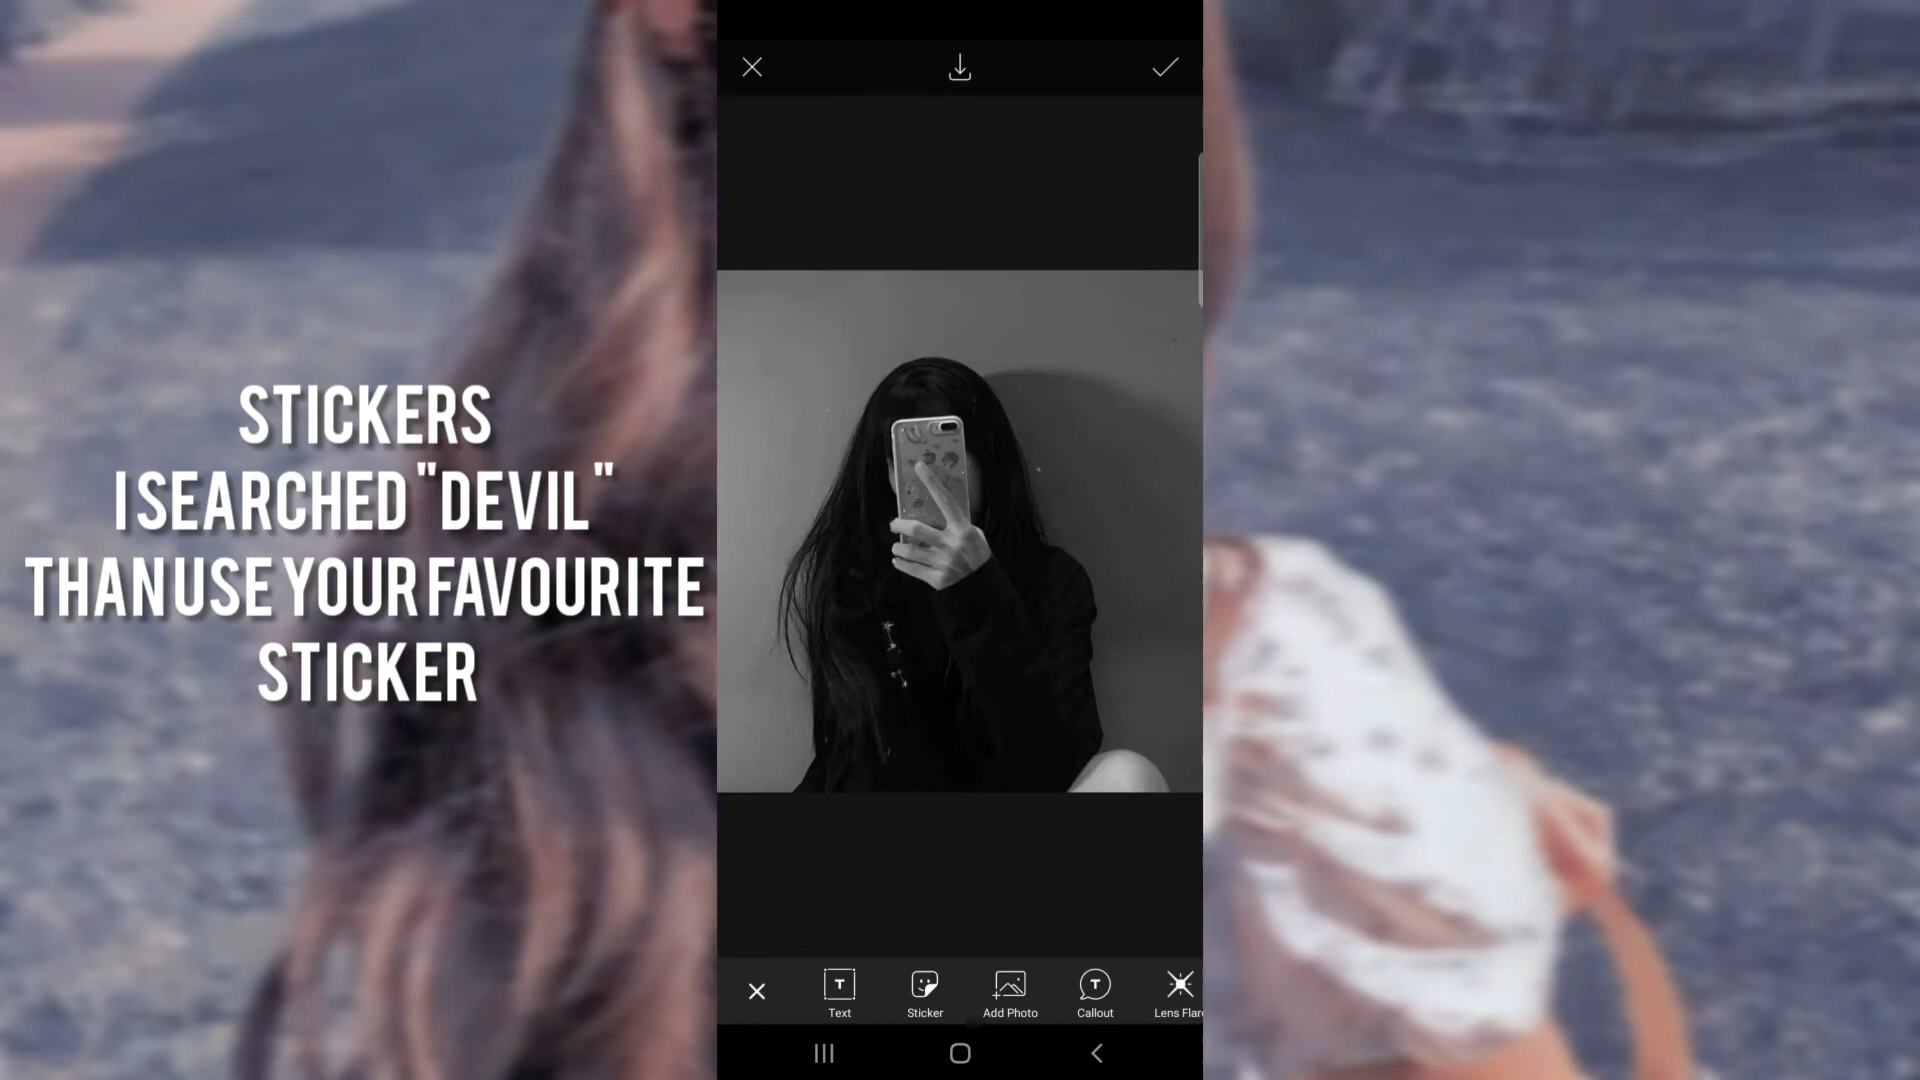 STICKERS
I SEARCHED "DEVIL"
THAN USE YOUR FAVOURITE
STICKER
Text
Sticker
Add Photo
Callout
Lens Flare